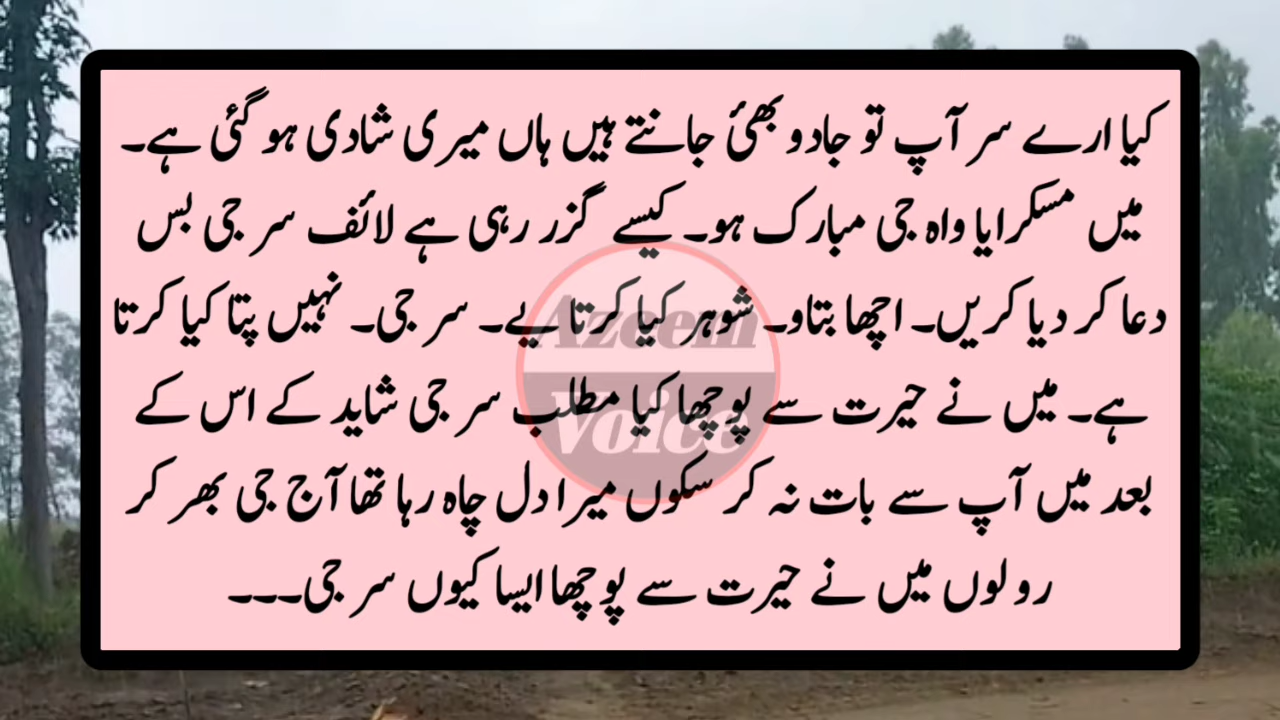 کیا ارے سر آپ تو جادو بھئ جانتے ہیں ہاں میری شادی ہو گئی ہے۔
میں مسکرایا واہ جی مبارک ہو۔ کیسے گزر رہی ہے لائف سر جی بس
دعا کر دیا کریں۔ اچھا بتاو۔ شوہر کیا کرتا یے۔ سر جی۔ نہیں پتا کیا کرتا
ہے۔ میں نے حیرت سے پوچھا کیا مطلب سر جی شاید کے اس کے
بعد میں آپ سے بات نہ کر سکوں میرا دل چاہ رہا تھا آج جی بھر کر
رو لوں میں نے حیرت سے پوچھا ایسا کیوں سر جی۔۔۔
Azeem
Voice